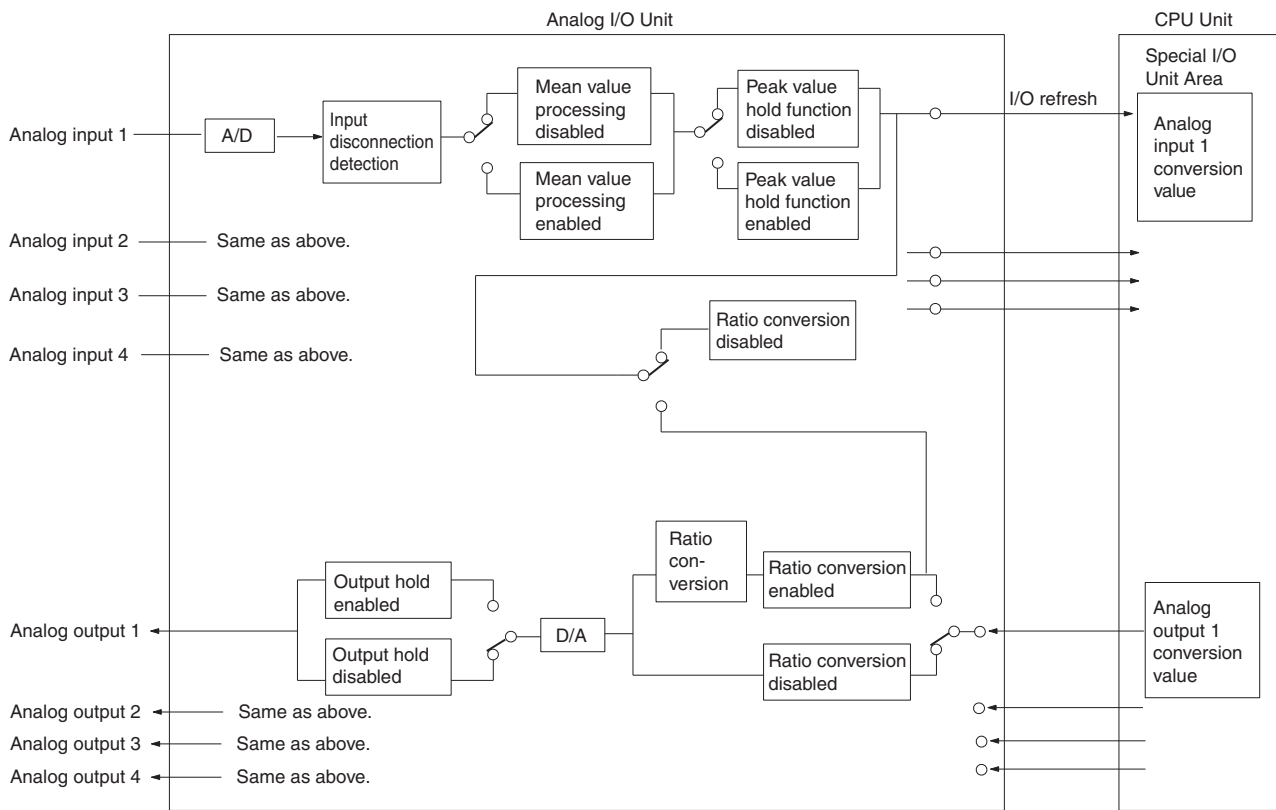 Analog I/O Unit
CPU Unit
Special I/O
Unit Area
I/O refresh
Analog input 1
A/D
Input
disconnection
detection
Mean value
processing
disabled
Mean value
processing
enabled
Peak value
hold function
disabled
Peak value
hold function
enabled
Analog
input 1
conversion
value
Analog input 2
Same as above.
Analog input 3
Same as above.
Analog input 4
Same as above.
Ratio conversion
disabled
Analog output 1
Output hold
enabled
Output hold
disabled
D/A
Ratio
con-
version
Ratio conversion
enabled
Ratio conversion
disabled
Analog
output 1
conversion
value
Analog output 2
Same as above.
Analog output 3
Same as above.
Analog output 4
Same as above.